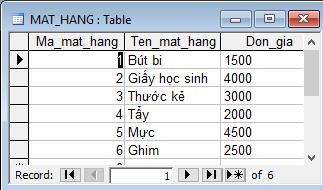 MAT_HANG : Table
Ma_mat_hang Ten_mat_hang Don_gia
1 Bút bi 1500
2 Giấy học sinh 4000
3 Thước kẻ 3000
4 Tẩy 2000
5 Mực 4500
6 Ghim 2500
Record: 1 of 6